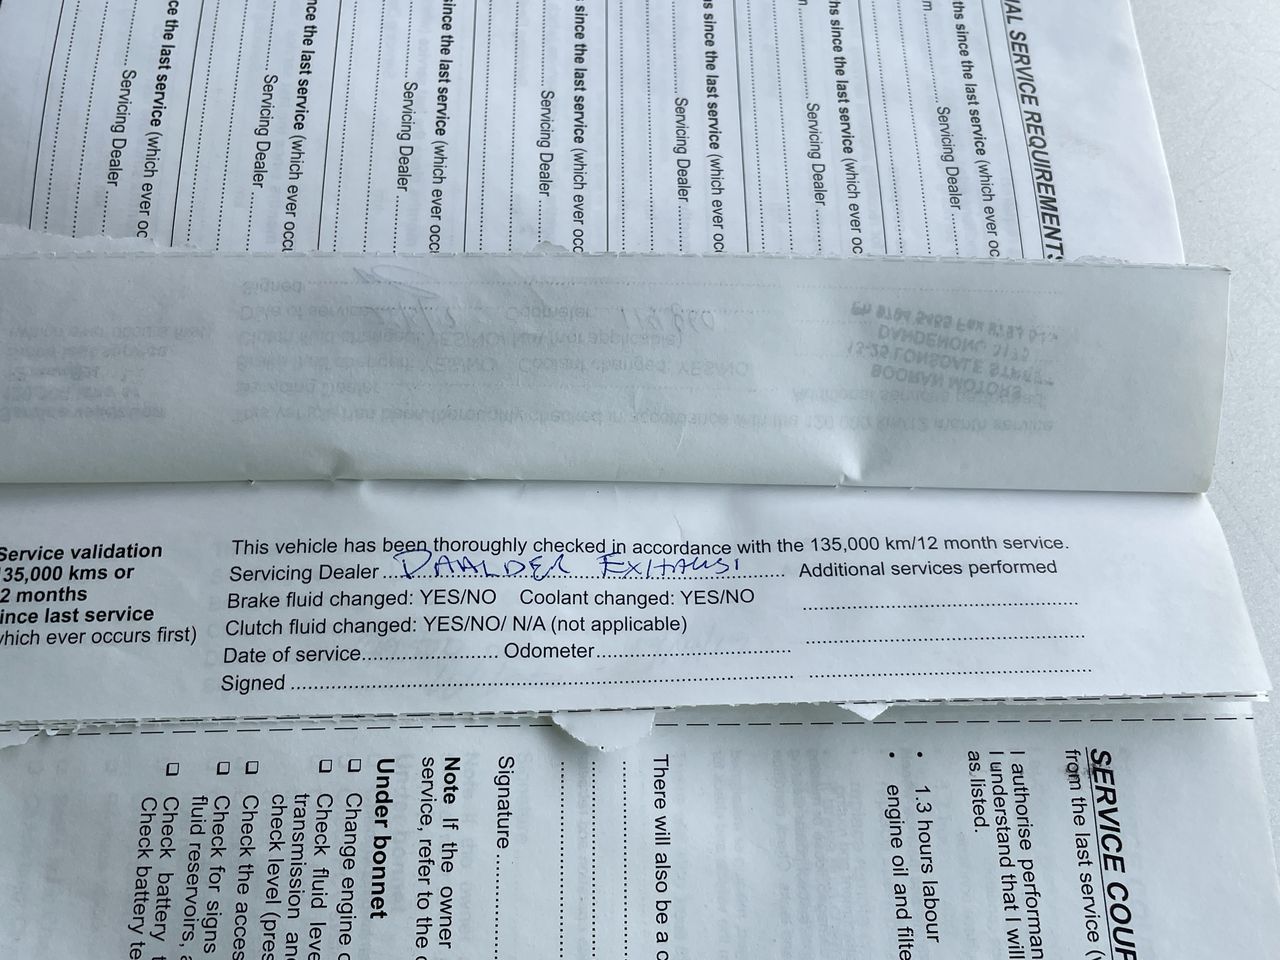 AL SERVICE REQUIREMENTS
ths since the last service (which ever oc
Servicing Dealer
hs since the last service (which ever oc
Servicing Dealer
s since the last service (which ever occ
Servicing Dealer
since the last service (which ever occ
Servicing Dealer
since the last service (which ever occu
Servicing Dealer
nce the last service (which ever occu
Servicing Dealer
ce the last service (which ever oc
Servicing Dealer
Service validation
35,000 kms or
2 months
ince last service
which ever occurs first)
This vehicle has been thoroughly checked in accordance with the 135,000 km/12 month service.
Servicing Dealer DAALDER EXHAUST Additional services performed
Brake fluid changed: YES/NO Coolant changed: YES/NO
Clutch fluid changed: YES/NO/ N/A (not applicable)
Date of service Odometer
Signed
SERVICE COUP
from the last service (
I authorise performan
I understand that I will
as listed.
• 1.3 hours labour
• engine oil and filte
There will also be a c
Signature
Note If the owner
service, refer to the
Under bonnet
❑ Change engine
❑ Check fluid leve
transmission and
check level (pres
❑ Check the acces
❑ Check for signs
fluid reservoirs,
❑ Check battery
Check battery te